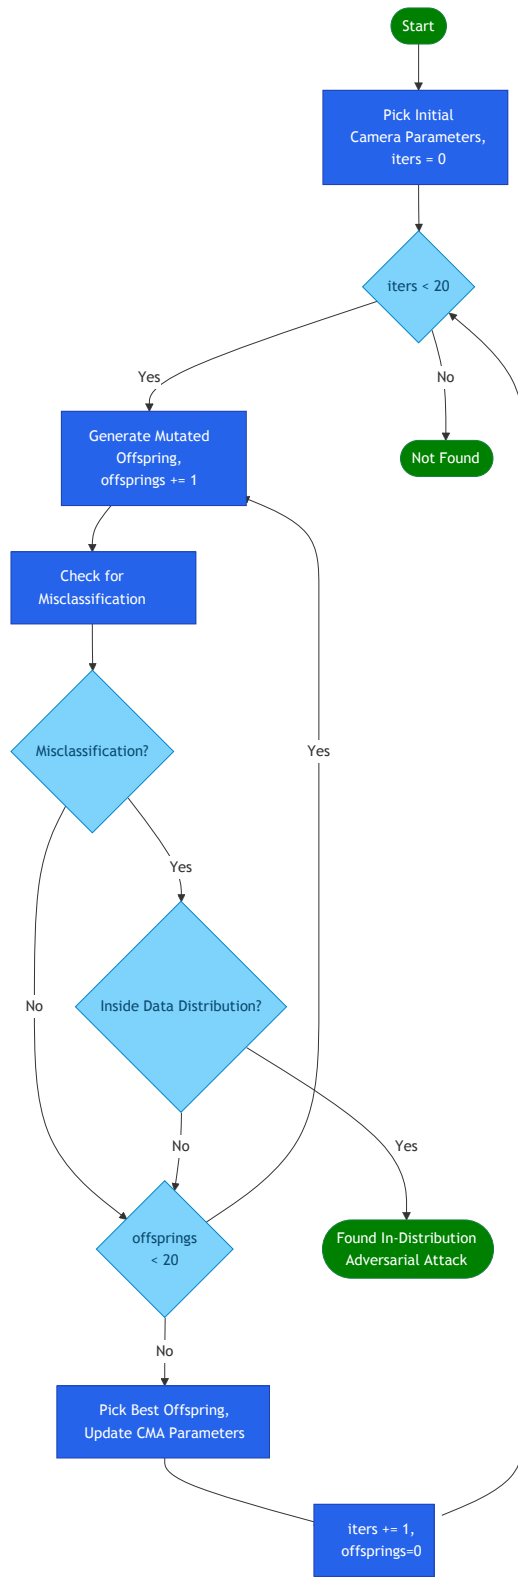 Start
Pick Initial
Camera Parameters,
iters = 0
iters < 20
Yes
No
Generate Mutated
Offspring,
offsprings += 1
Not Found
Check for
Misclassification
Misclassification?
Yes
Yes
No
Inside Data Distribution?
No
Yes
offsprings
< 20
Found In-Distribution
Adversarial Attack
No
Pick Best Offspring,
Update CMA Parameters
iters += 1,
offsprings=0